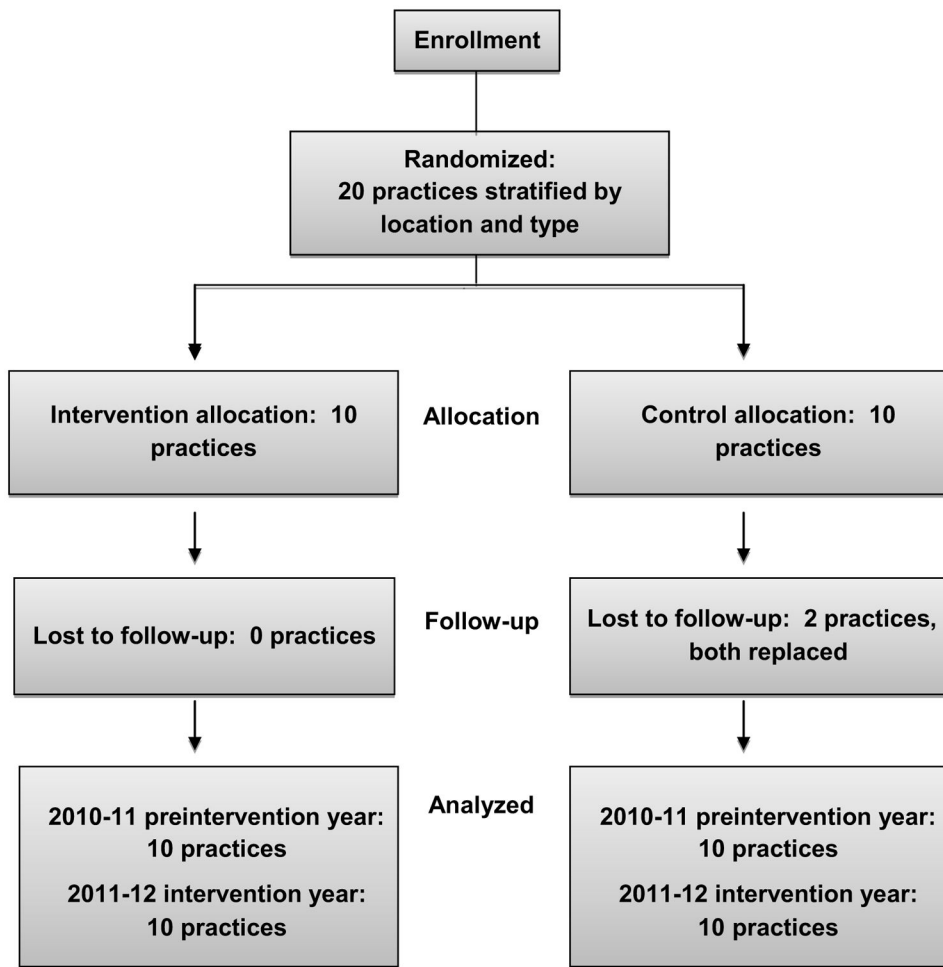 Enrollment
Randomized:
20 practices stratified by
location and type
Intervention allocation: 10
practices
Allocation
Control allocation: 10
practices
Lost to follow-up: 0 practices
Follow-up
Lost to follow-up: 2 practices,
both replaced
2010-11 preintervention year:
10 practices
2011-12 intervention year:
10 practices
Analyzed
2010-11 preintervention year:
10 practices
2011-12 intervention year:
10 practices